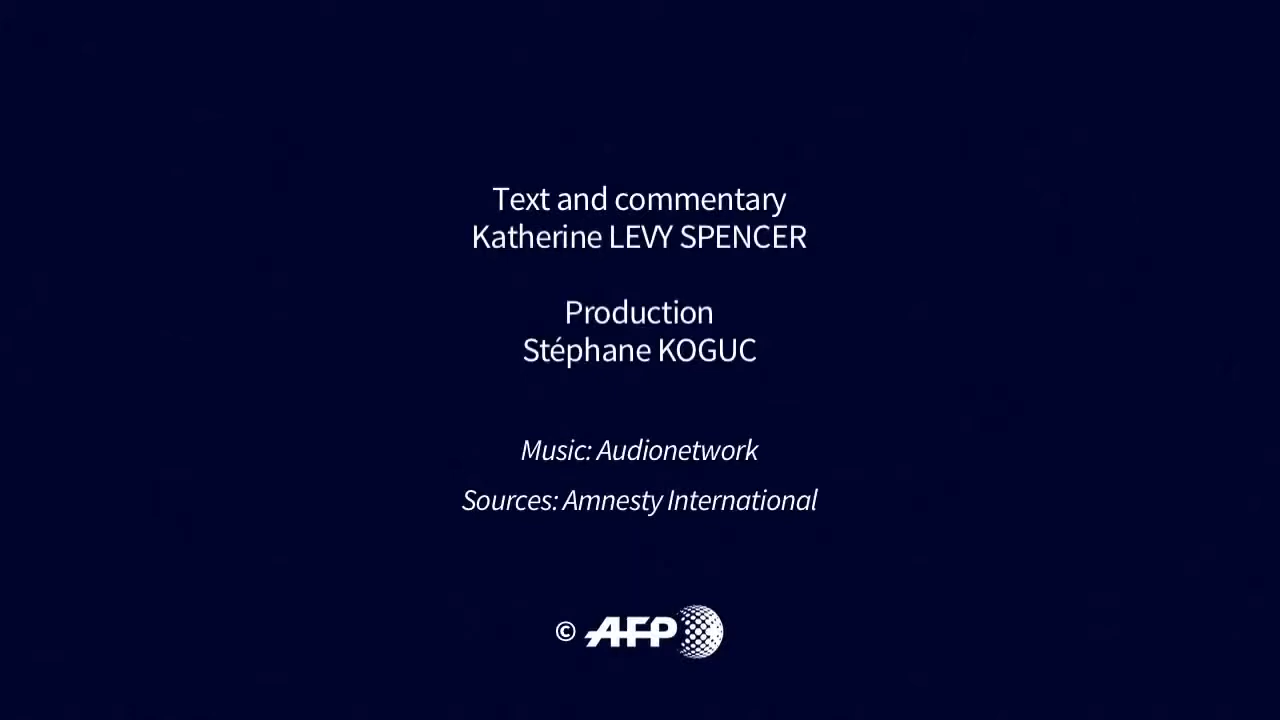 Text and commentary
Katherine LEVY SPENCER
Production
Stéphane KOGUC
Music: Audionetwork
Sources: Amnesty International
© AFP